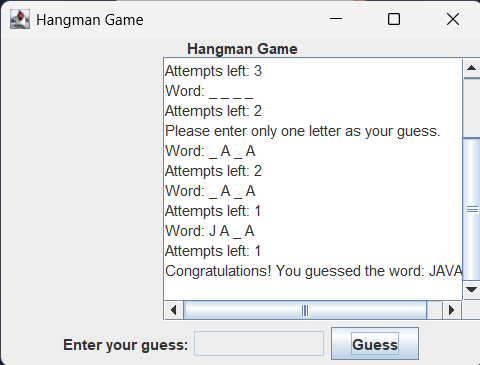 Hangman Game
Hangman Game
Attempts left: 3
Word: _ _ _ _
Attempts left: 2
Please enter only one letter as your guess.
Word: _ A _ A
Attempts left: 2
Word: _ A _ A
Attempts left: 1
Word: J A _ A
Attempts left: 1
Congratulations! You guessed the word: JAVA
Enter your guess: Guess